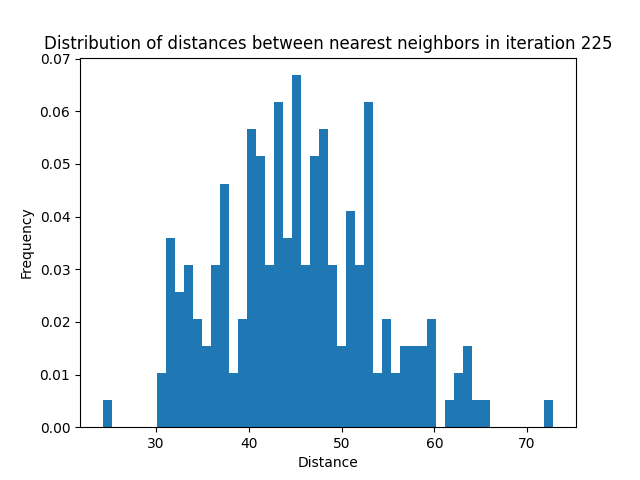 Distribution of distances between nearest neighbors in iteration 225
0.07
0.06
0.05
0.04
0.03
0.02
0.01
0.00
Frequency
30 40 50 60 70
Distance